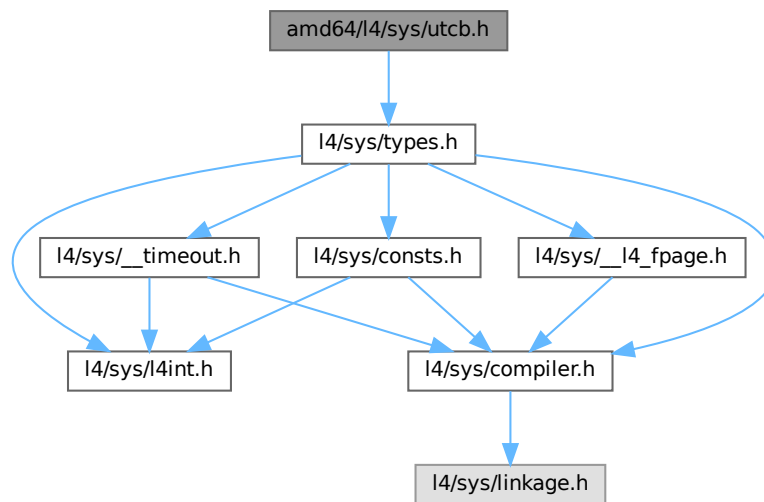 amd64/l4/sys/utcb.h
l4/sys/types.h
l4/sys/__timeout.h
l4/sys/consts.h
l4/sys/__l4_fpage.h
l4/sys/l4int.h
l4/sys/compiler.h
l4/sys/linkage.h